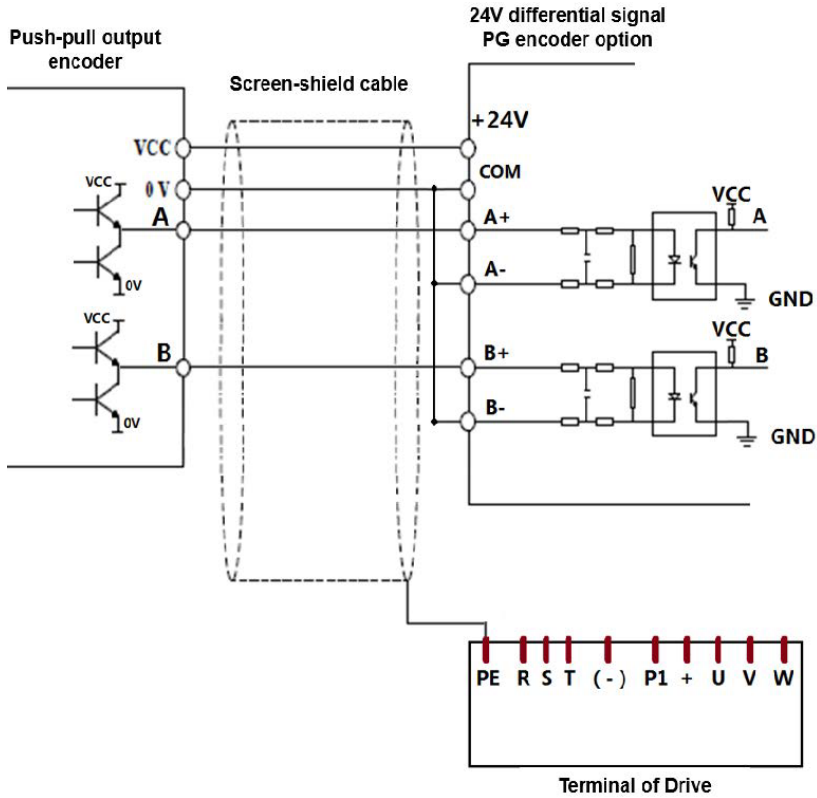 Push-pull output
encoder
24V differential signal
PG encoder option
Screen-shield cable
VCC
+24V
0 V
COM
VCC
A
A+
VCC
A
0V
A-
GND
VCC
B
B+
VCC
B
0V
B-
GND
PE R S T (-) P1 + U V W
Terminal of Drive